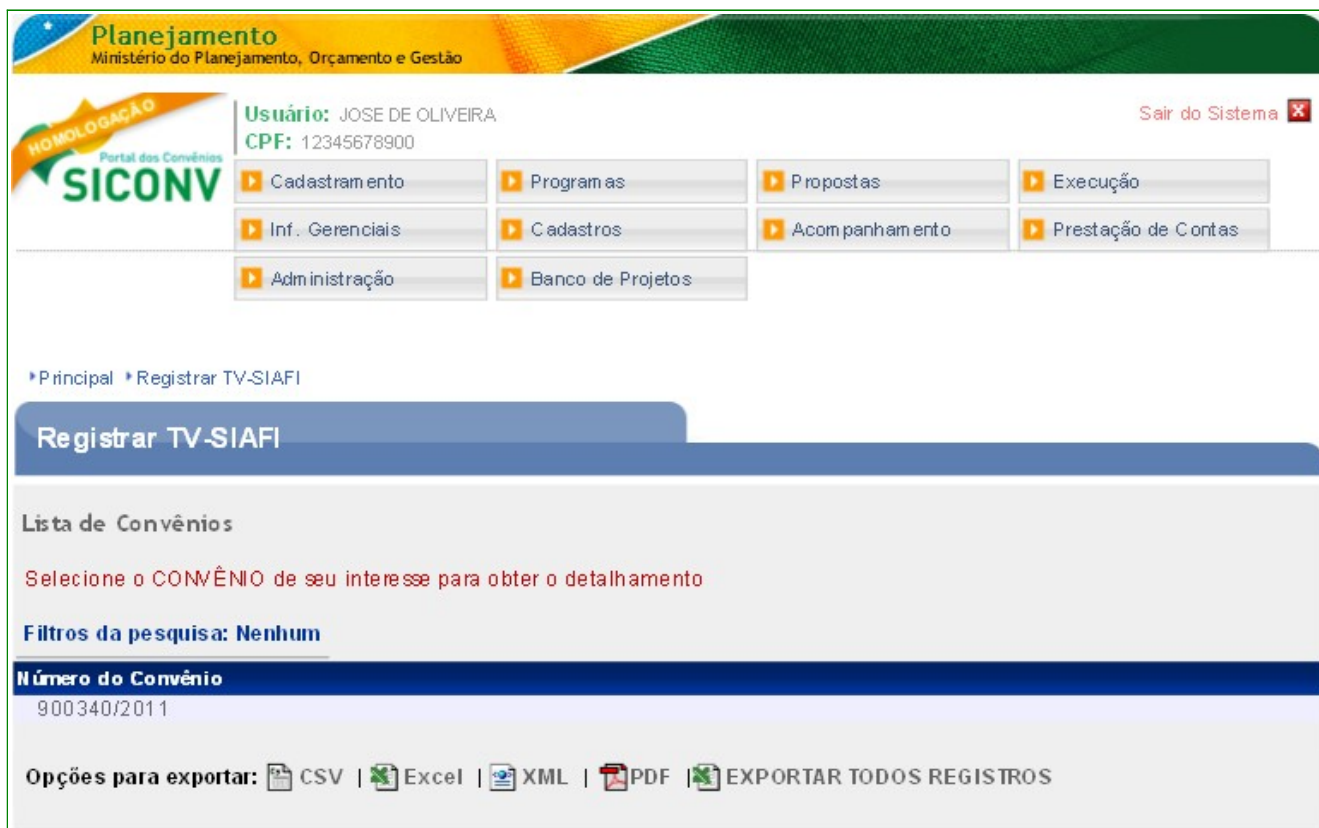 Planejamento
Ministério do Planejamento, Orçamento e Gestão
HOMOLOGAÇÃO
Portal dos Convênios
SICONV
Usuário: JOSE DE OLIVEIRA
CPF: 12345678900
Sair do Sistema
Cadastramento Programas Propostas Execução
Inf. Gerenciais Cadastros Acompanhamento Prestação de Contas
Administração Banco de Projetos
Principal Registrar TV-SIAFI
Registrar TV-SIAFI
Lista de Convênios
Selecione o CONVÊNIO de seu interesse para obter o detalhamento
Filtros da pesquisa: Nenhum
Número do Convênio
900340/2011
Opções para exportar: CSV | Excel | XML | PDF | EXPORTAR TODOS REGISTROS